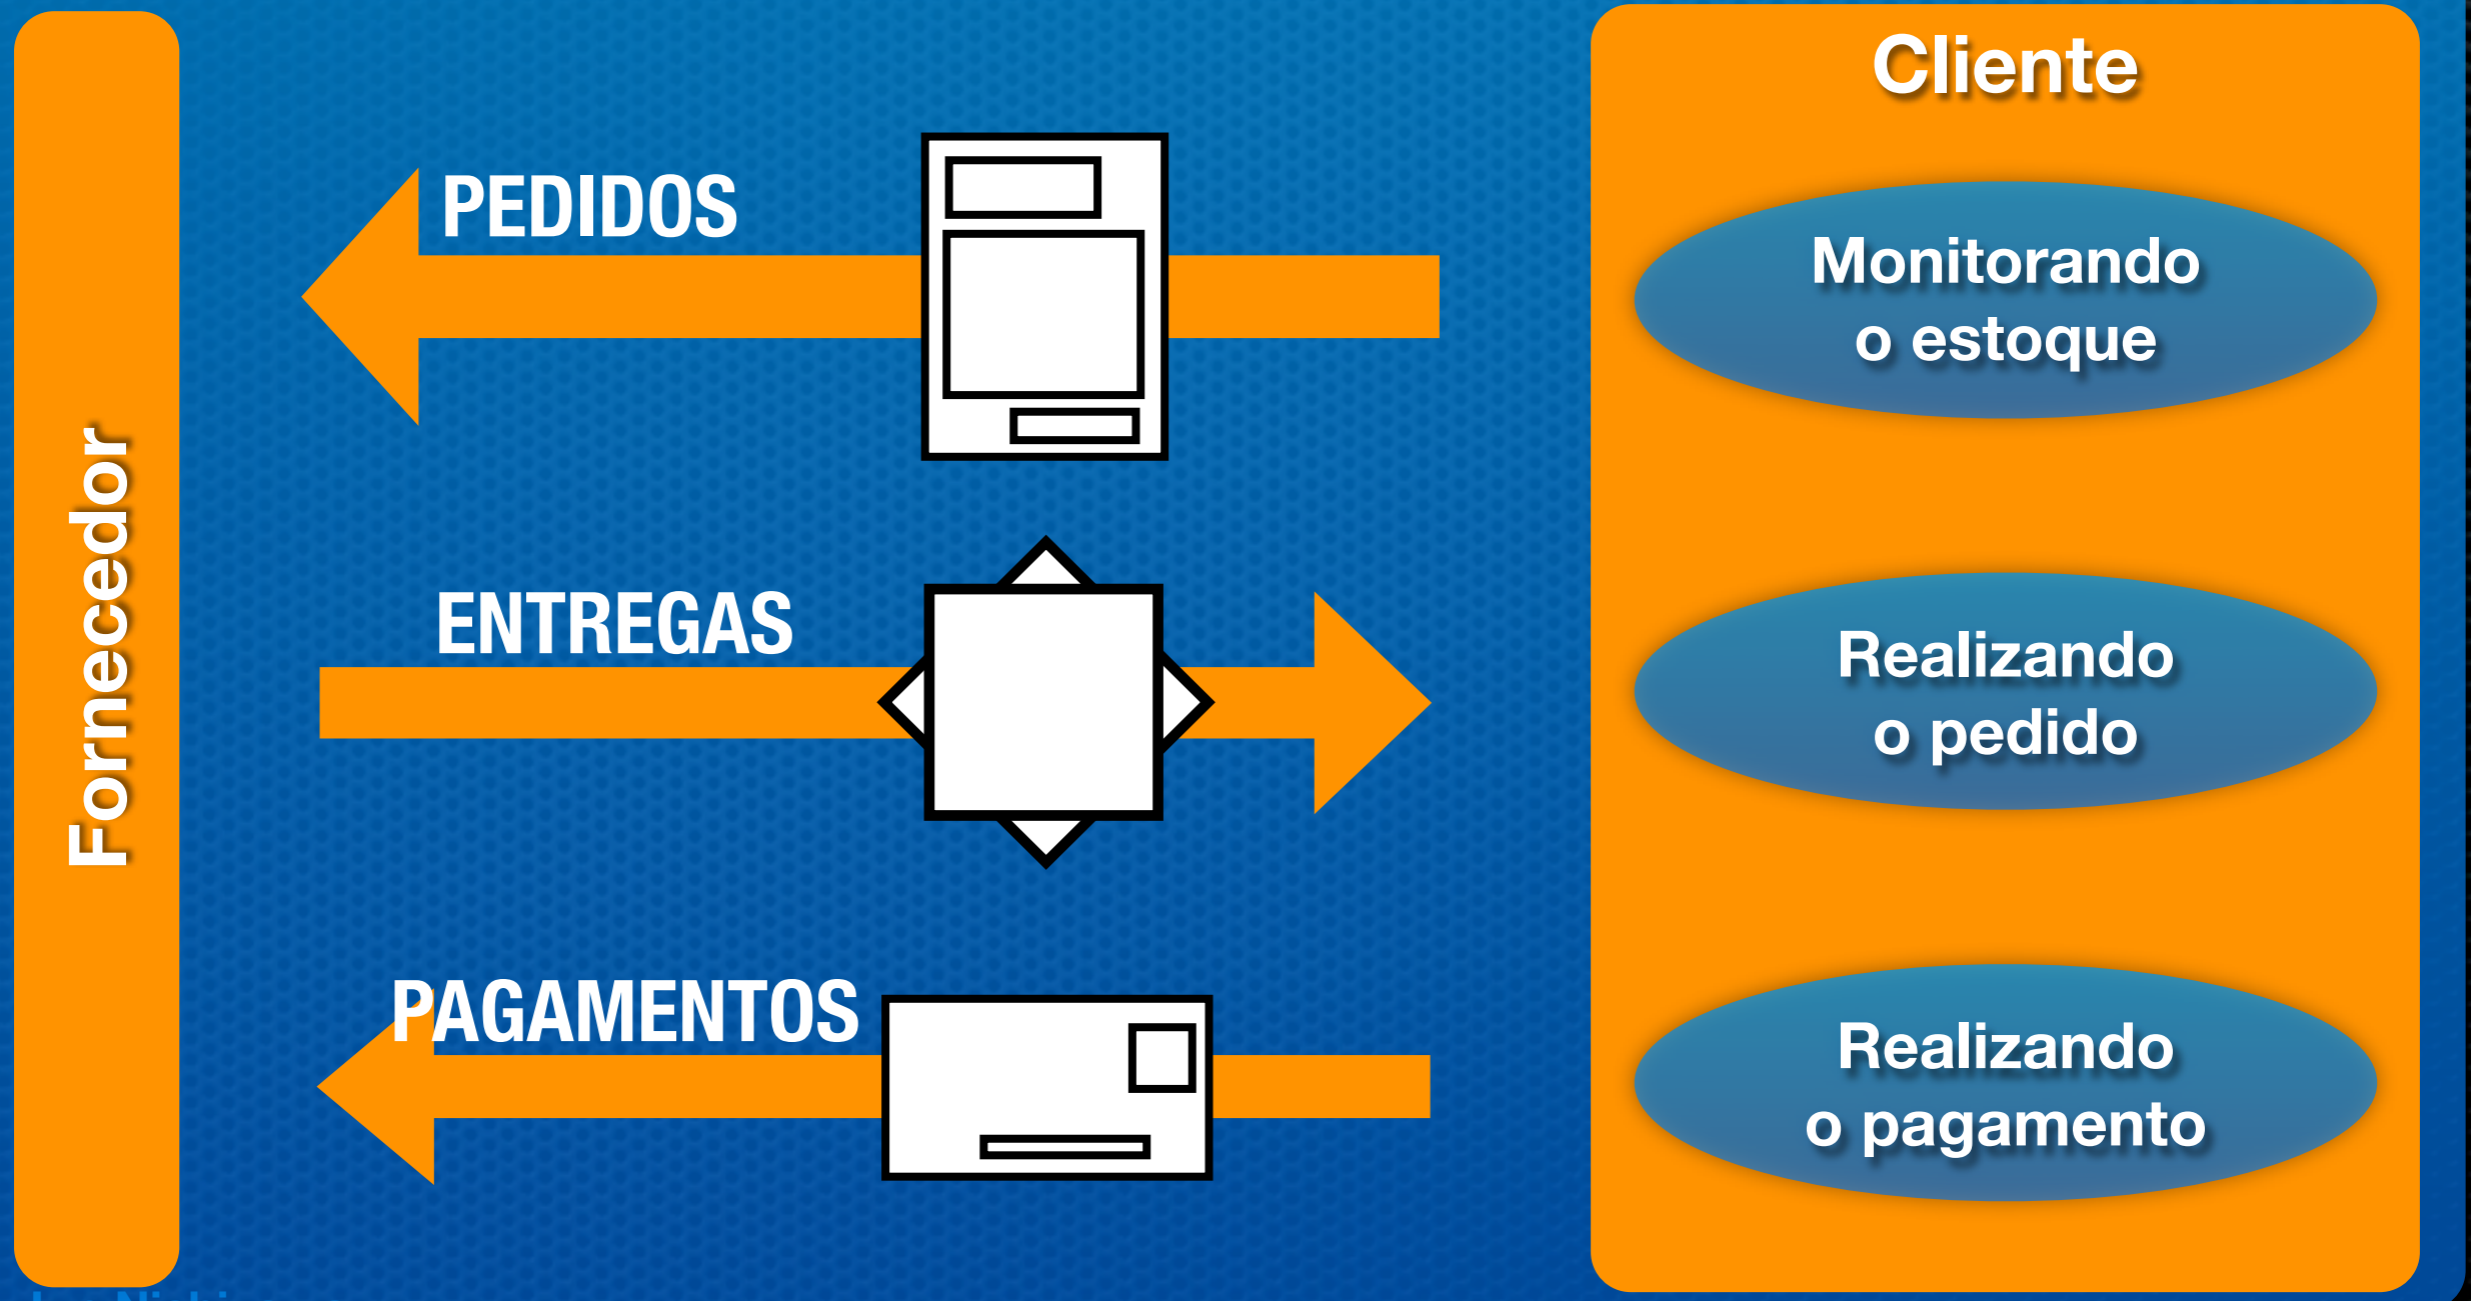 Fornecedor
PEDIDOS
ENTREGAS
PAGAMENTOS
Cliente
Monitorando
o estoque
Realizando
o pedido
Realizando
o pagamento